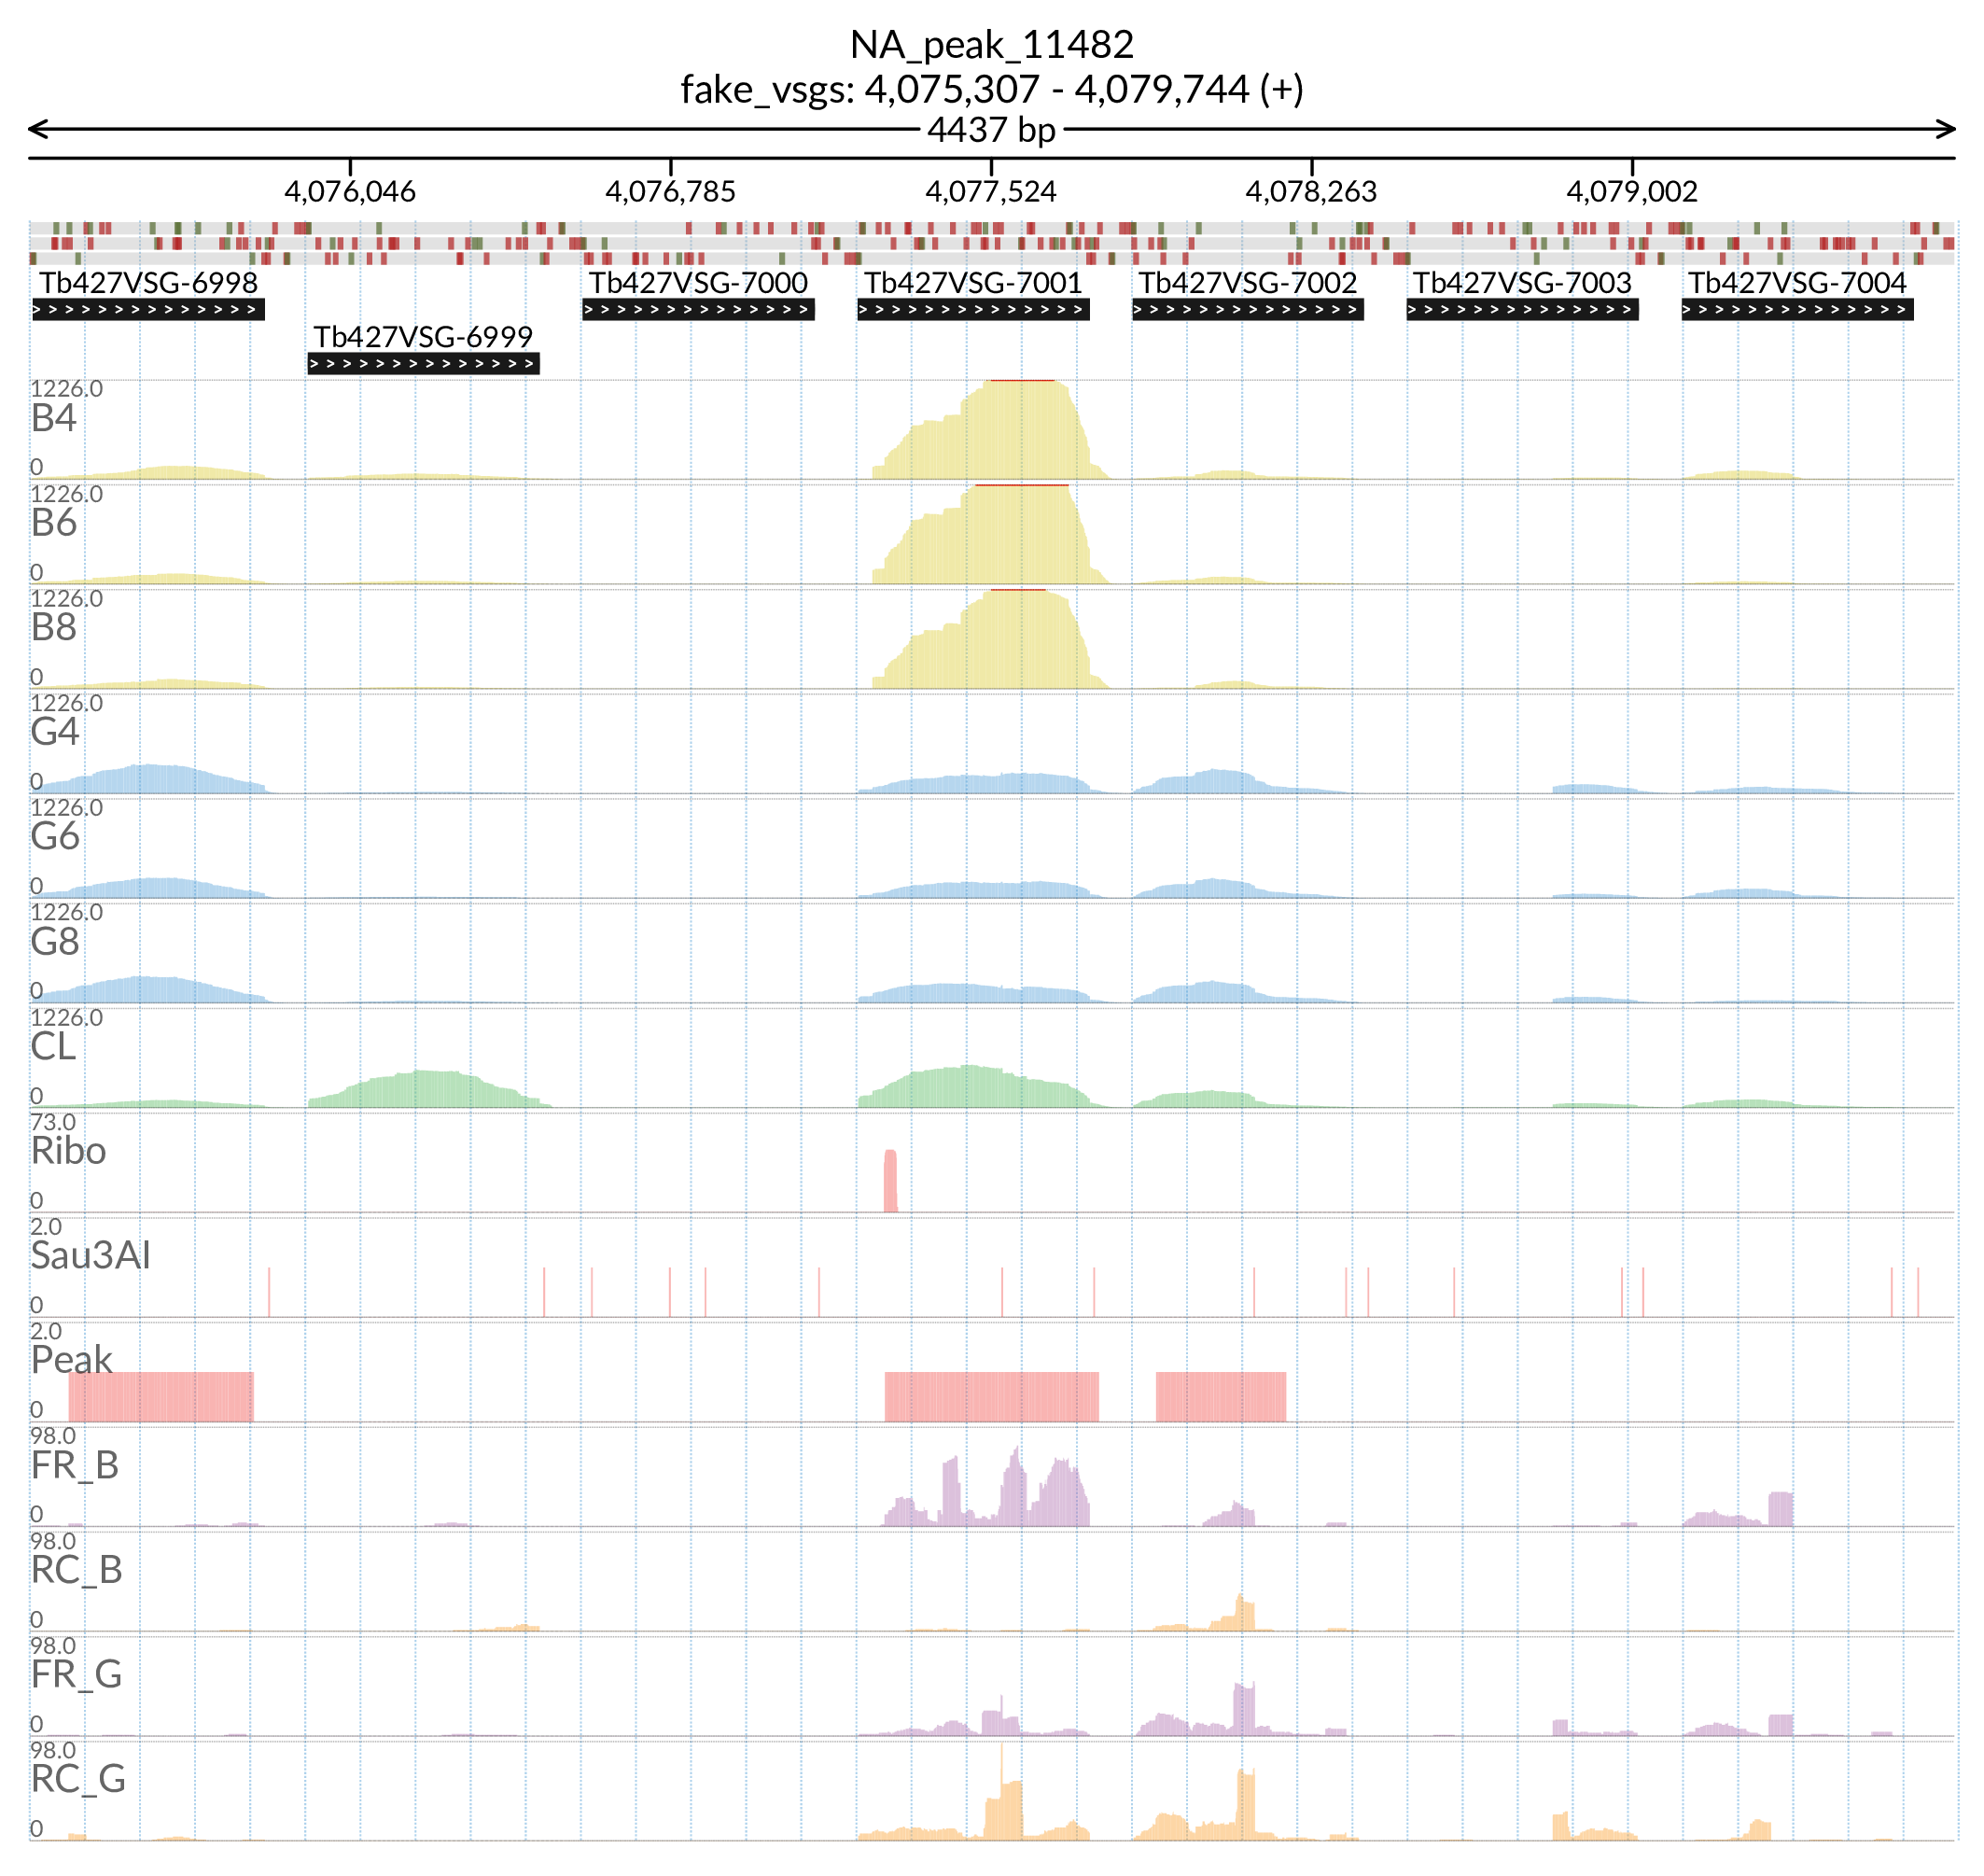 NA_peak_11482
fake_vsgs: 4,075,307 - 4,079,744 (+)
4437 bp
4,076,046 4,076,785 4,077,524 4,078,263 4,079,002
Tb427VSG-6998 Tb427VSG-7000 Tb427VSG-7001 Tb427VSG-7002 Tb427VSG-7003 Tb427VSG-7004
Tb427VSG-6999
1226.0
B4
0
1226.0
B6
0
1226.0
B8
0
1226.0
G4
0
1226.0
G6
0
1226.0
G8
0
1226.0
CL
0
73.0
Ribo
0
2.0
Sau3AI
0
2.0
Peak
0
98.0
FR_B
0
98.0
RC_B
0
98.0
FR_G
0
98.0
RC_G
0